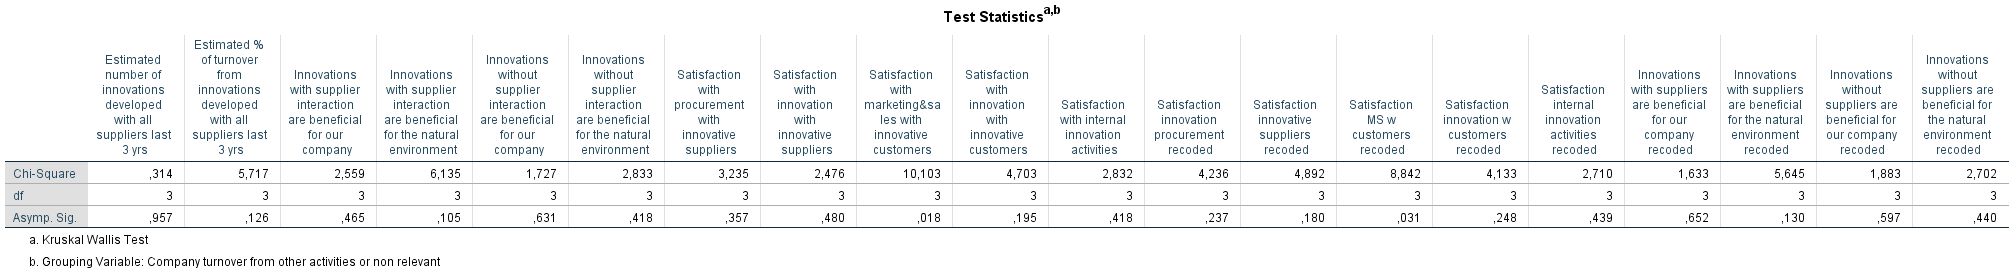 Test Statistics a,b
Estimated number of innovations developed with all suppliers last 3 yrs
Estimated % of turnover from innovations developed with all suppliers last 3 yrs
Innovations with supplier interaction are beneficial for our company
Innovations with supplier interaction are beneficial for the natural environment
Innovations without supplier interaction are beneficial for our company
Innovations without supplier interaction are beneficial for the natural environment
Satisfaction with procurement with innovative suppliers
Satisfaction with innovation with innovative suppliers
Satisfaction with marketing&sa les with innovative customers
Satisfaction with innovation with innovative customers
Satisfaction with internal innovation activities
Satisfaction innovation procurement recoded
Satisfaction innovative suppliers recoded
Satisfaction MS w customers recoded
Satisfaction innovation w customers recoded
Satisfaction internal innovation activities recoded
Innovations with suppliers are beneficial for our company recoded
Innovations with suppliers are beneficial for the natural environment recoded
Innovations without suppliers are beneficial for our company recoded
Innovations without suppliers are beneficial for the natural environment recoded
Chi-Square ,314 5,717 2,559 6,135 1,727 2,833 3,235 2,476 10,103 4,703 2,832 4,236 4,892 8,842 4,133 2,710 1,633 5,645 1,883 2,702
df 3 3 3 3 3 3 3 3 3 3 3 3 3 3 3 3 3 3 3 3
Asymp. Sig. ,957 ,126 ,465 ,105 ,631 ,418 ,357 ,480 ,018 ,195 ,418 ,237 ,180 ,031 ,248 ,439 ,652 ,130 ,597 ,440
a. Kruskal Wallis Test
b. Grouping Variable: Company turnover from other activities or non relevant